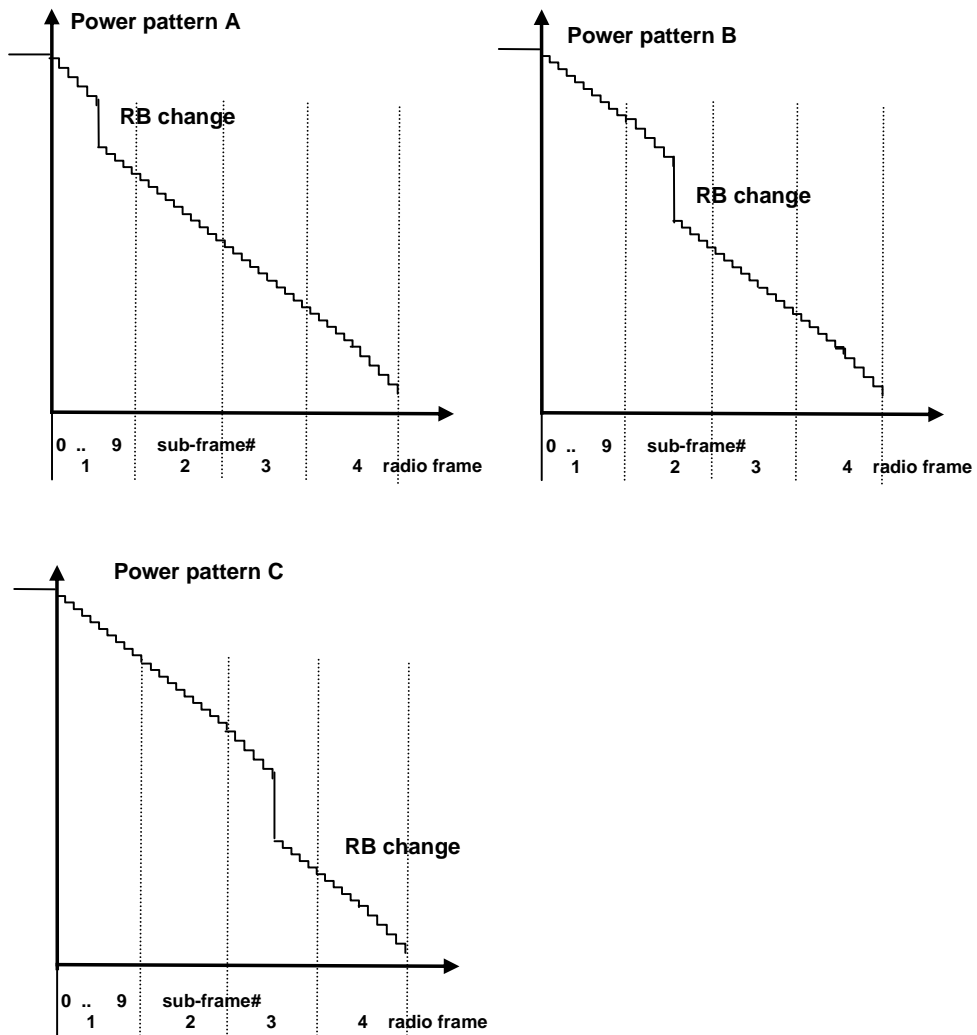 Power pattern A
RB change
0 .. 9 sub-frame#
1 2 3 4 radio frame
Power pattern B
RB change
0 .. 9 sub-frame#
1 2 3 4 radio frame
Power pattern C
RB change
0 .. 9 sub-frame#
1 2 3 4 radio frame